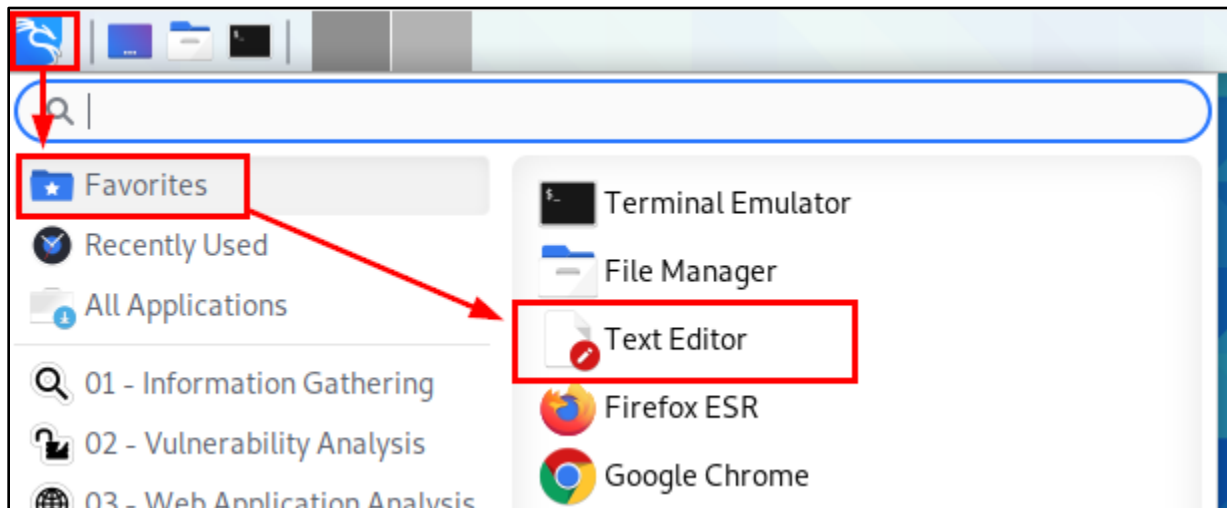 Favorites
Recently Used
All Applications
01 - Information Gathering
02 - Vulnerability Analysis
03 - Web Application Analysis
Terminal Emulator
File Manager
Text Editor
Firefox ESR
Google Chrome